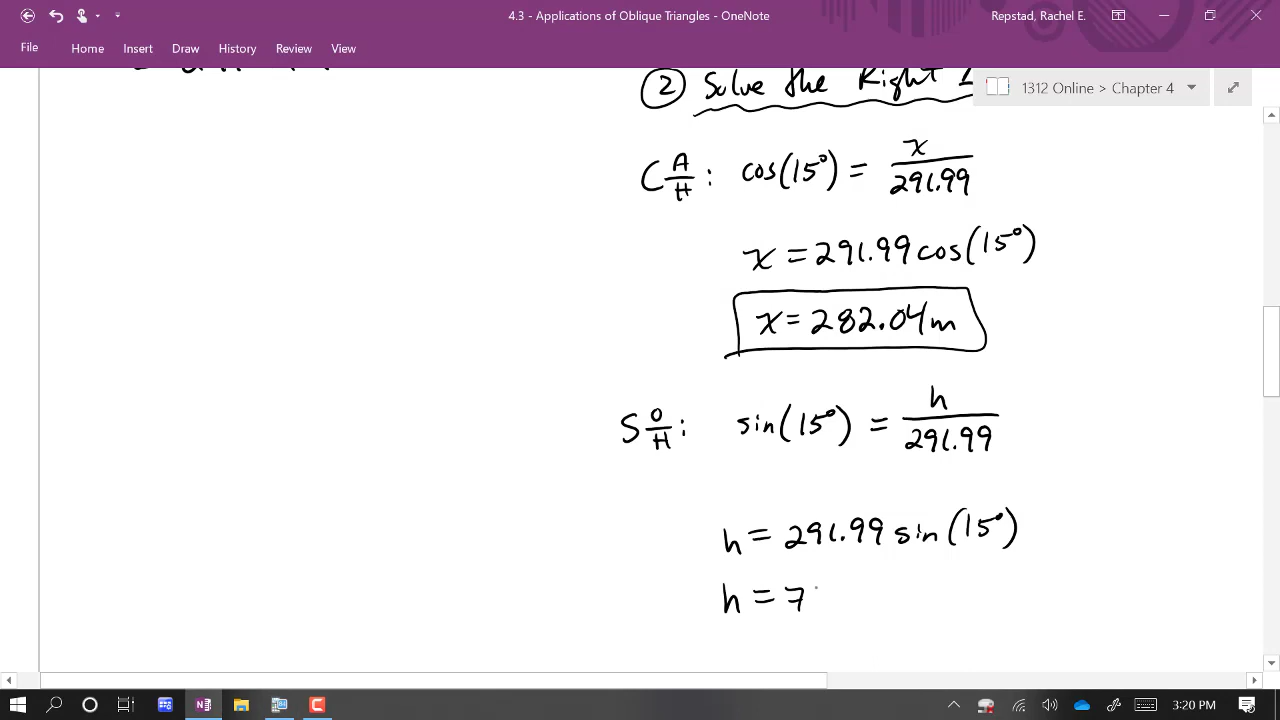 4.3 - Applications of Oblique Triangles - OneNote
Repstad, Rachel E.
File Home Insert Draw History Review View
1312 Online > Chapter 4
② Solve the Right
C A/H : cos(15°) = x/291.99
x = 291.99 cos(15°)
x = 282.04m
S O/H : sin(15°) = h/291.99
h = 291.99 sin(15°)
h = 7
3:20 PM